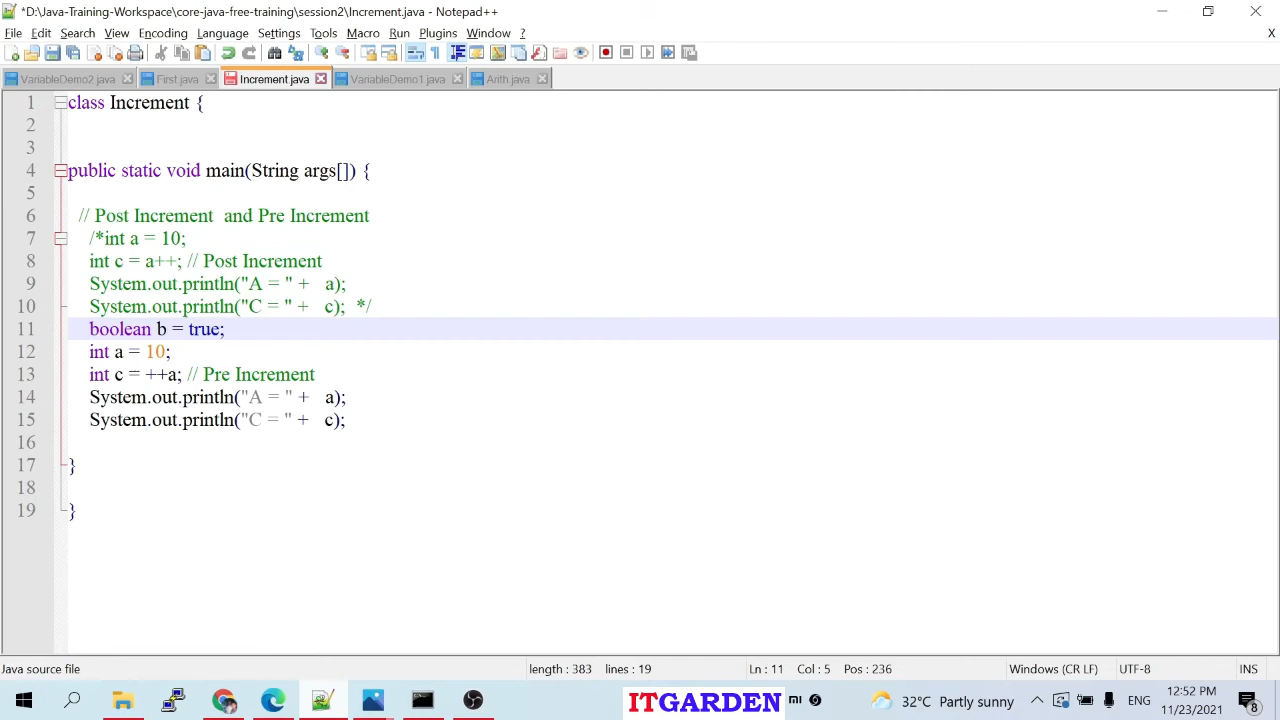 *D:\Java-Training-Workspace\core-java-free-training\session2\Increment.java - Notepad++
File Edit Search View Encoding Language Settings Tools Macro Run Plugins Window ? X
VariableDemo2.java First.java Increment.java VariableDemo1.java Arith.java
1 class Increment {
2
3
4 public static void main(String args[]) {
5
6 // Post Increment  and Pre Increment
7 /*int a = 10;
8 int c = a++; // Post Increment
9 System.out.println("A = " +   a);
10 System.out.println("C = " +   c);  */
11 boolean b = true;
12 int a = 10;
13 int c = ++a; // Pre Increment
14 System.out.println("A = " +   a);
15 System.out.println("C = " +   c);
16
17 }
18
19 }
Java source file length : 383 lines : 19 Ln : 11 Col : 5 Pos : 236 Windows (CR LF) UTF-8 INS
ITGARDEN 32°C Partly sunny ENG 12:52 PM
11/23/2021 8